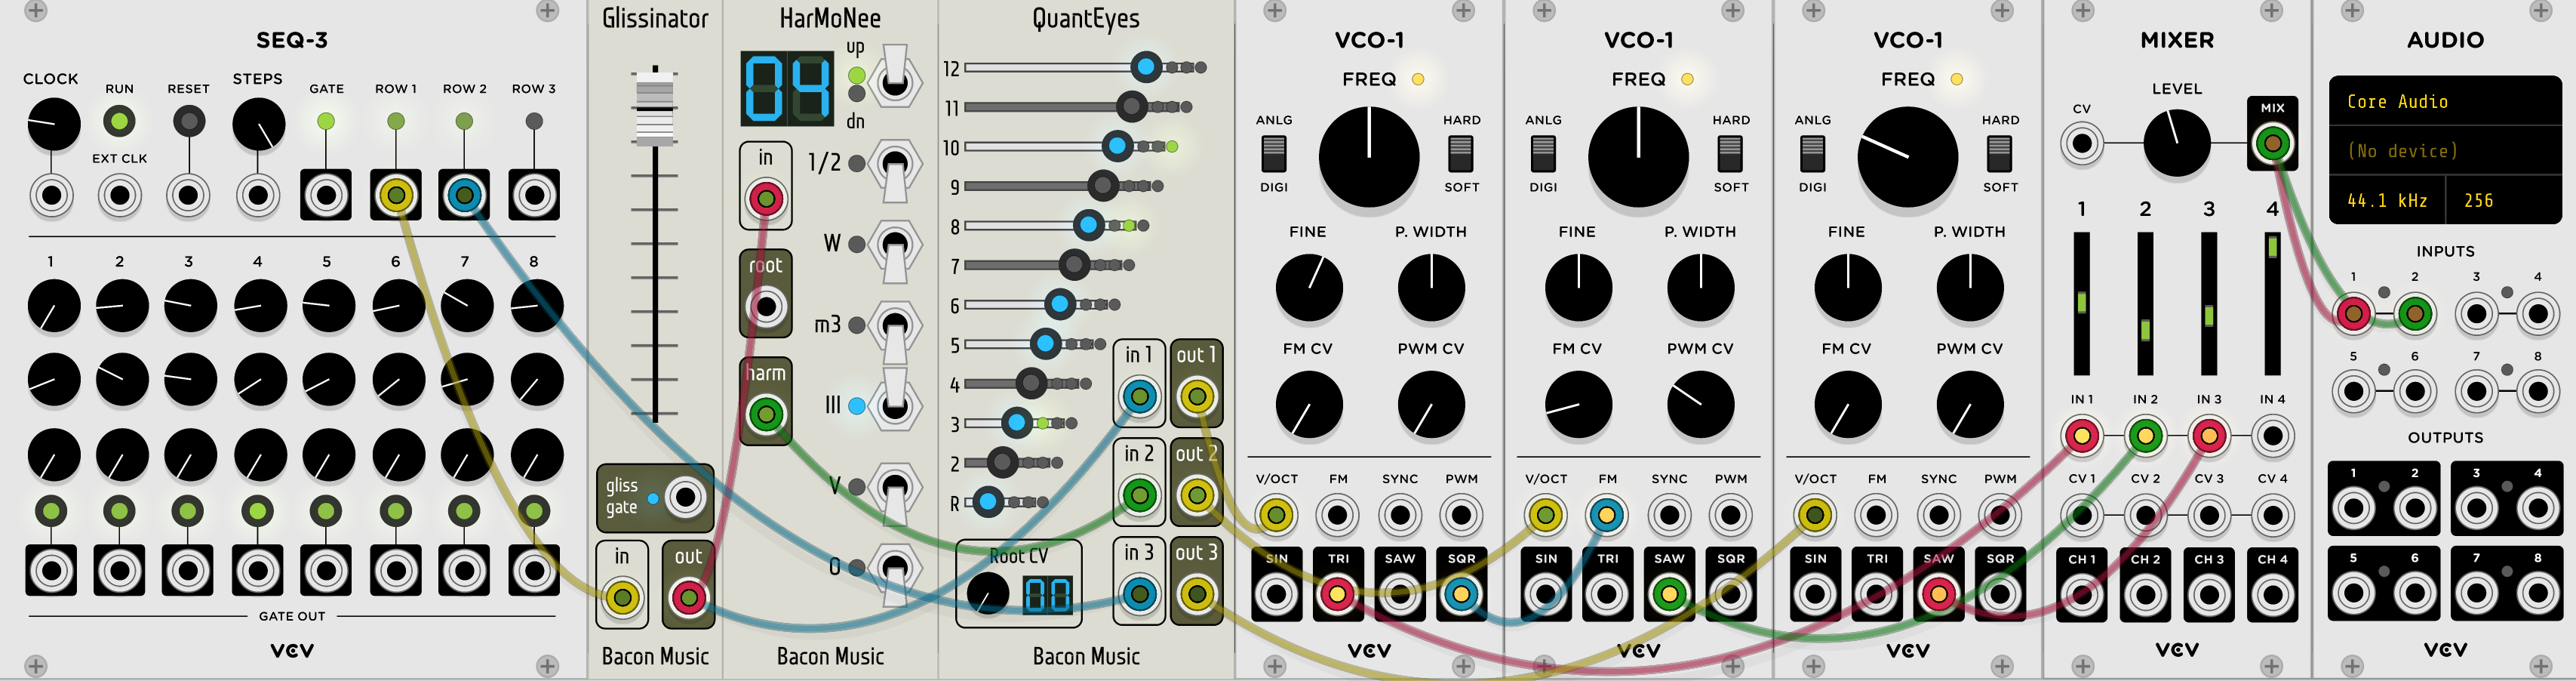 SEQ-3
CLOCK RUN RESET STEPS GATE ROW 1 ROW 2 ROW 3
EXT CLK
1 2 3 4 5 6 7 8
GATE OUT
VCV
Glissinator
gliss
gate
in out
Bacon Music
HarMoNee
04
up
dn
in
1/2
W
root
m3
harm
III
V
O
Bacon Music
QuantEyes
12
11
10
9
8
7
6
5
4
3
2
R
in 1 out 1
in 2 out 2
Root CV
00
in 3 out 3
Bacon Music
VCO-1
FREQ
ANLG HARD
DIGI SOFT
FINE P. WIDTH
FM CV PWM CV
V/OCT FM SYNC PWM
SIN TRI SAW SQR
VCV
VCO-1
FREQ
ANLG HARD
DIGI SOFT
FINE P. WIDTH
FM CV PWM CV
V/OCT FM SYNC PWM
SIN TRI SAW SQR
VCV
VCO-1
FREQ
ANLG HARD
DIGI SOFT
FINE P. WIDTH
FM CV PWM CV
V/OCT FM SYNC PWM
SIN TRI SAW SQR
VCV
MIXER
LEVEL
CV MIX
1 2 3 4
IN 1 IN 2 IN 3 IN 4
CV 1 CV 2 CV 3 CV 4
CH 1 CH 2 CH 3 CH 4
VCV
AUDIO
Core Audio
(No device)
44.1 kHz 256
INPUTS
1 2 3 4
5 6 7 8
OUTPUTS
1 2 3 4
5 6 7 8
VCV